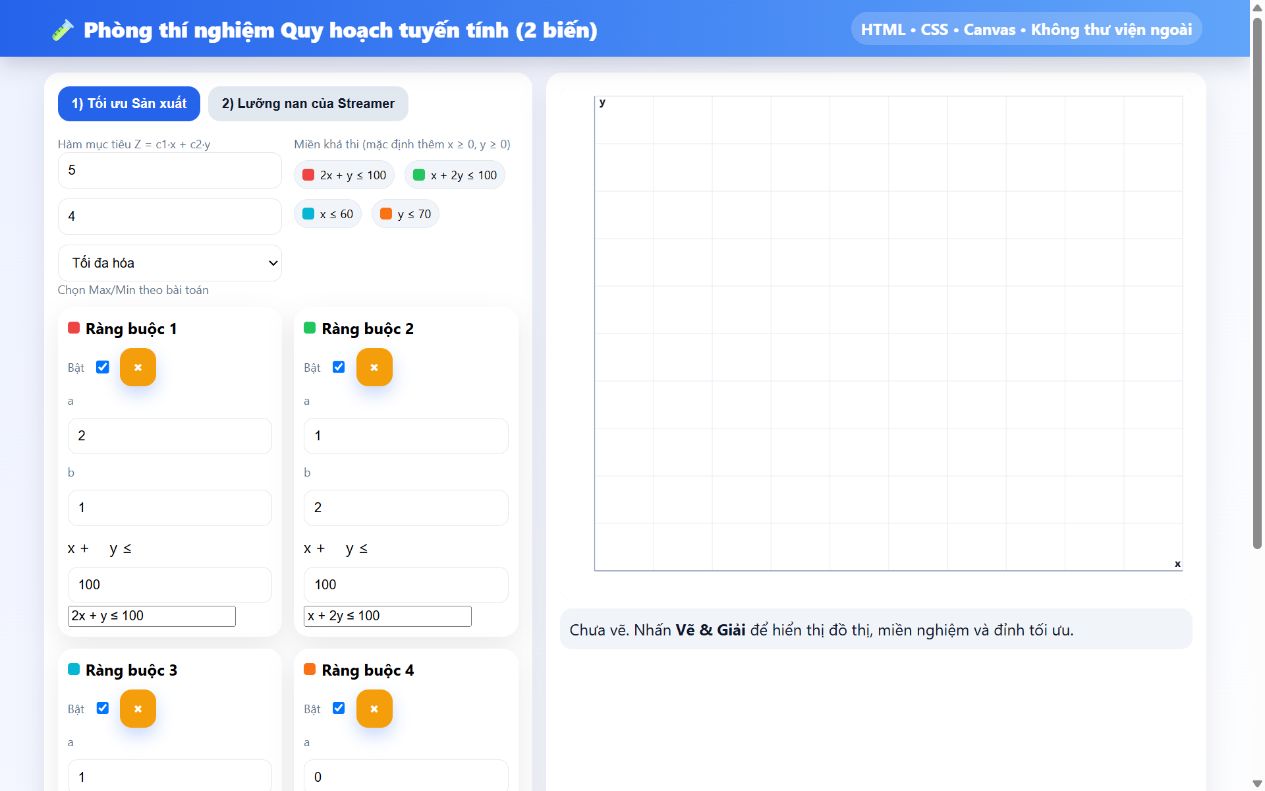 Phòng thí nghiệm Quy hoạch tuyến tính (2 biến)
HTML • CSS • Canvas • Không thư viện ngoài
1) Tối ưu Sản xuất
2) Lưỡng nan của Streamer
Hàm mục tiêu Z = c1·x + c2·y
5
4
Tối đa hóa
Chọn Max/Min theo bài toán
Miền khả thi (mặc định thêm x ≥ 0, y ≥ 0)
2x + y ≤ 100
x + 2y ≤ 100
x ≤ 60
y ≤ 70
Ràng buộc 1
Bật
a
2
b
1
x + y ≤
100
2x + y ≤ 100
Ràng buộc 2
Bật
a
1
b
2
x + y ≤
100
x + 2y ≤ 100
Ràng buộc 3
Bật
a
1
Ràng buộc 4
Bật
a
0
y
x
Chưa vẽ. Nhấn Vẽ & Giải để hiển thị đồ thị, miền nghiệm và đỉnh tối ưu.